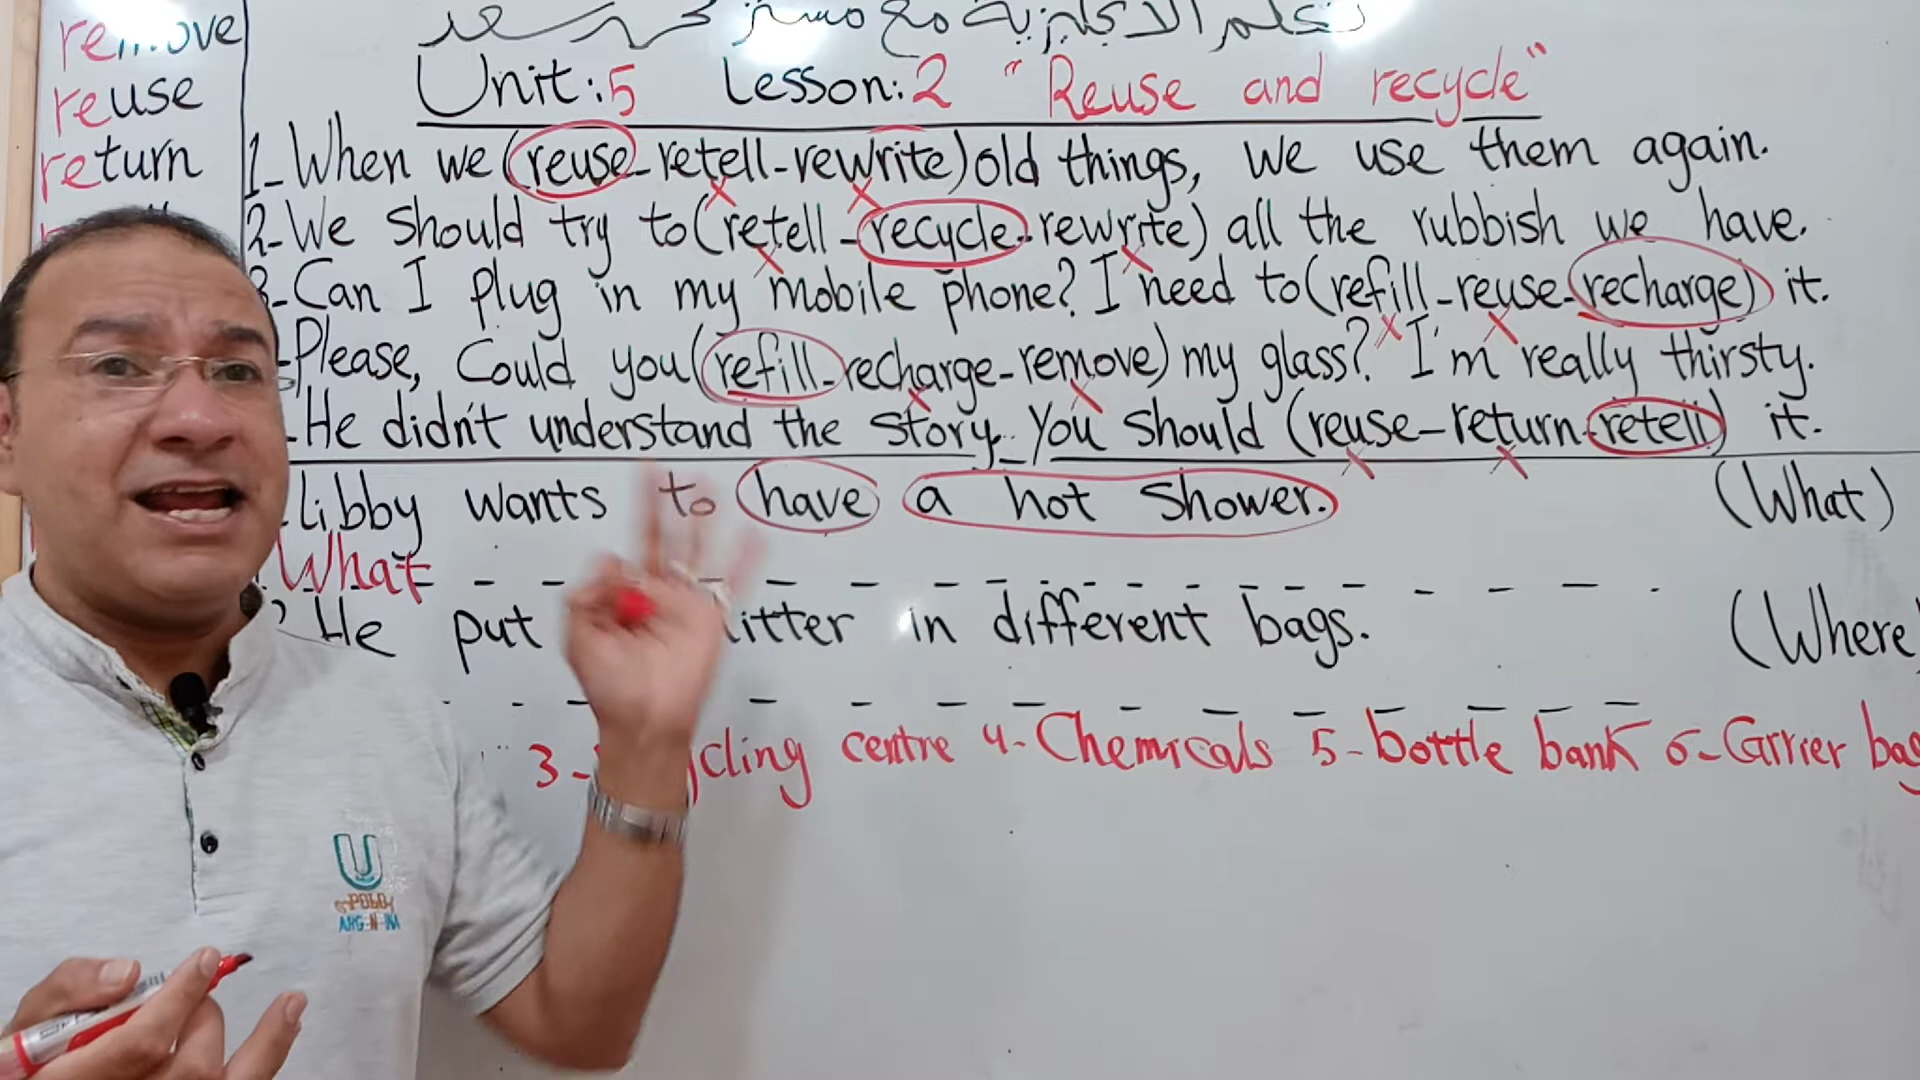 تعلم الانجليزية مع مستر محمد سعد
Unit:5 Lesson:2 "Reuse and recycle"
remove
reuse
return
1-When we (reuse-retell-rewrite) old things, we use them again.
2-We should try to (retell-recycle-rewrite) all the rubbish we have.
3-Can I plug in my mobile phone? I need to (refill-reuse-recharge) it.
-Please, Could you (refill-recharge-remove) my glass? I'm really thirsty.
-He didn't understand the story. You should (reuse-return-retell) it.
Libby wants to have a hot shower. (What)
What
He put litter in different bags. (Where)
3- centre 4-Chemicals 5-bottle bank 6-Carrier
U
POLO